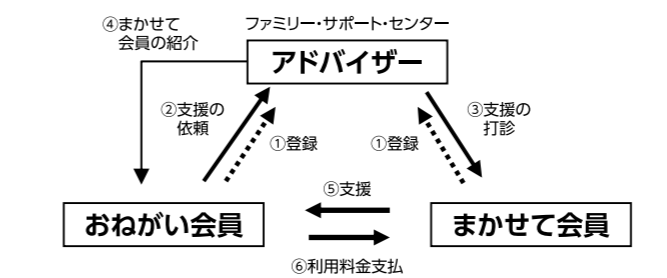 ④まかせて
会員の紹介
ファミリー・サポート・センター
アドバイザー
②支援の
依頼
①登録
①登録
③支援の
打診
⑤支援
おねがい会員
まかせて会員
⑥利用料金支払